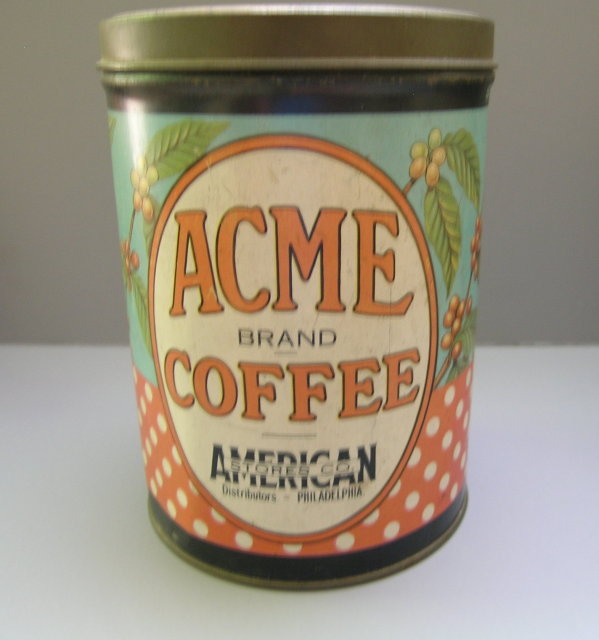 ACME
BRAND
COFFEE
AMERICAN
STORES CO.
Distributors - PHILADELPHIA